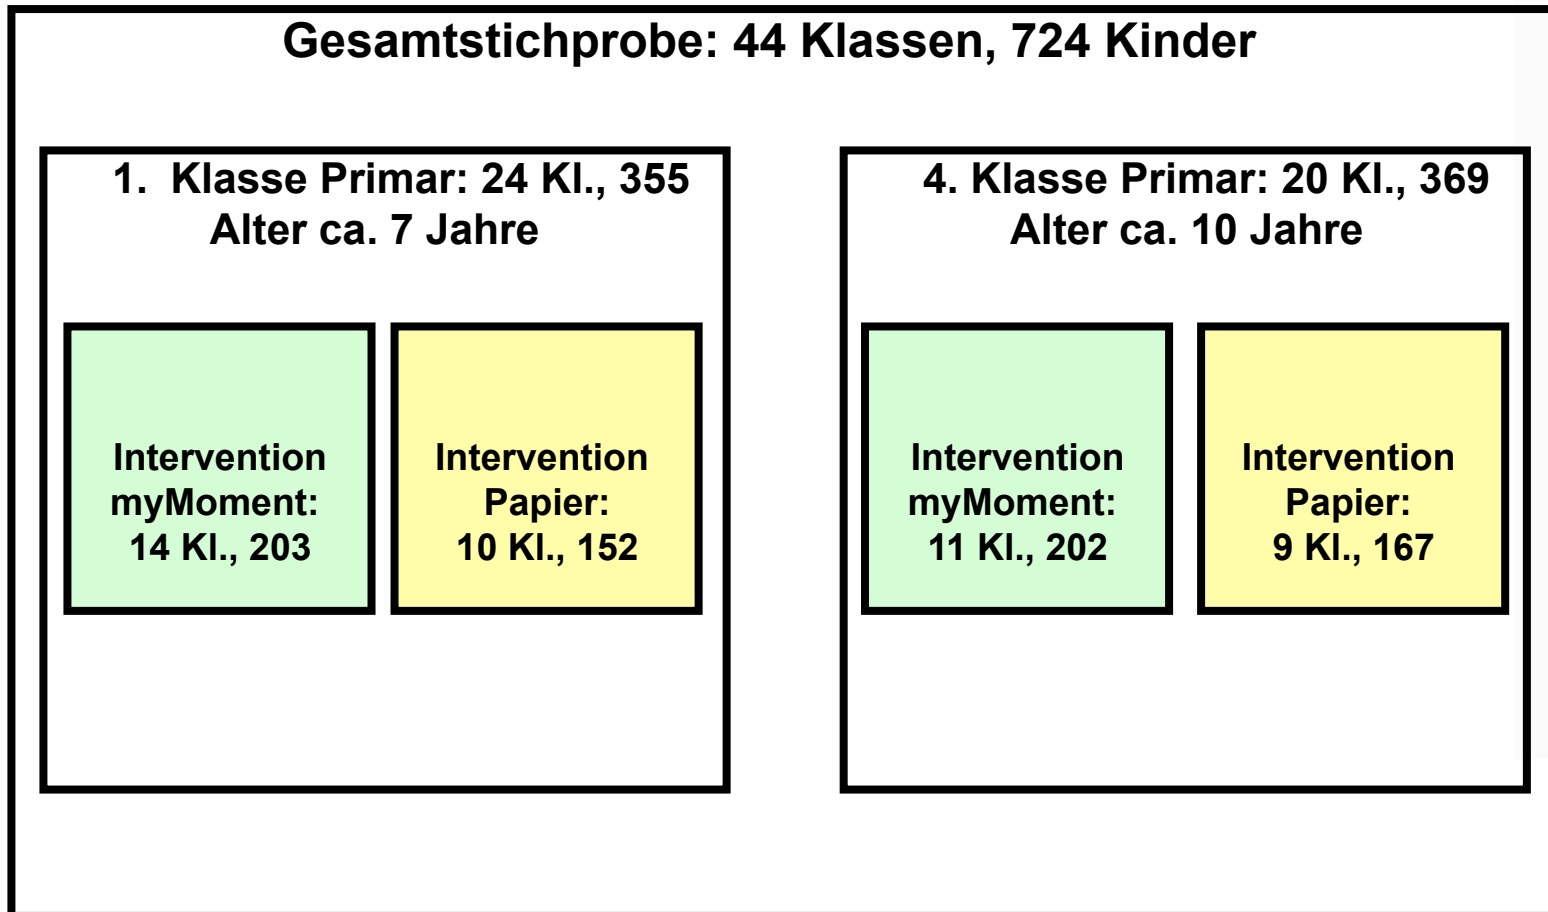 Gesamtstichprobe: 44 Klassen, 724 Kinder
1. Klasse Primar: 24 Kl., 355
Alter ca. 7 Jahre
Intervention
myMoment:
14 Kl., 203
Intervention
Papier:
10 Kl., 152
4. Klasse Primar: 20 Kl., 369
Alter ca. 10 Jahre
Intervention
myMoment:
11 Kl., 202
Intervention
Papier:
9 Kl., 167